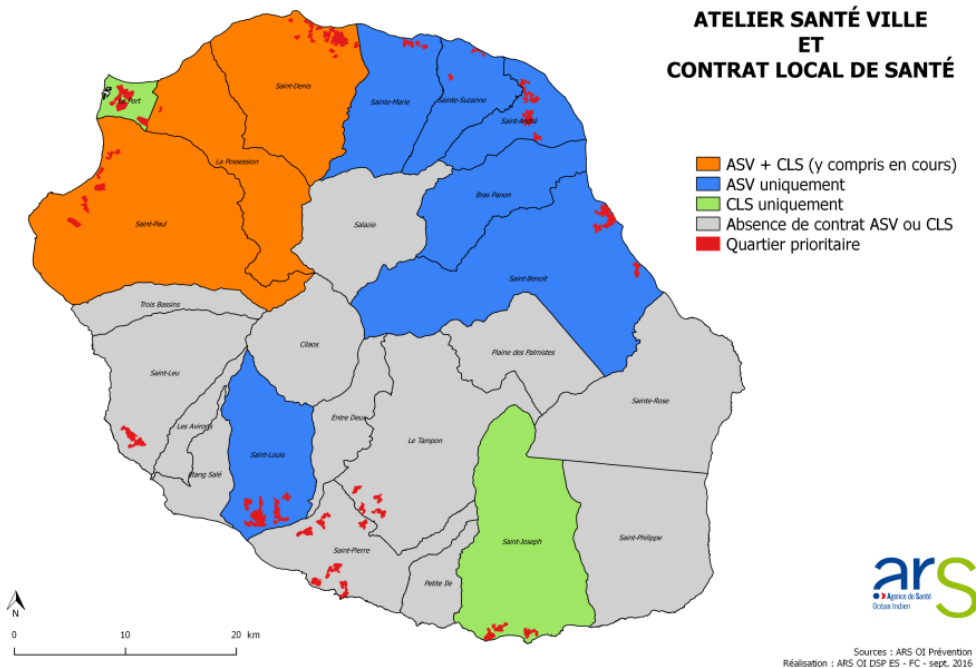 ATELIER SANTÉ VILLE
ET
CONTRAT LOCAL DE SANTÉ
ASV + CLS (y compris en cours)
ASV uniquement
CLS uniquement
Absence de contrat ASV ou CLS
Quartier prioritaire
Saint-Denis
Le Port
Sainte-Marie
Sainte-Suzanne
Saint-André
La Possession
Bras Panon
Saint-Paul
Salazie
Saint-Benoit
Trois Bassins
Cilaos
Plaine des Palmistes
Saint-Leu
Sainte-Rose
Les Avirons
Entre Deux
Le Tampon
Saint-Louis
Etang Salé
Saint-Joseph
Saint-Philippe
Saint-Pierre
Petite Île
N
0 10 20 km
ars
Agence de Santé
Océan Indien
Sources : ARS OI Prévention
Réalisation : ARS OI DSP ES - FC - sept. 2016